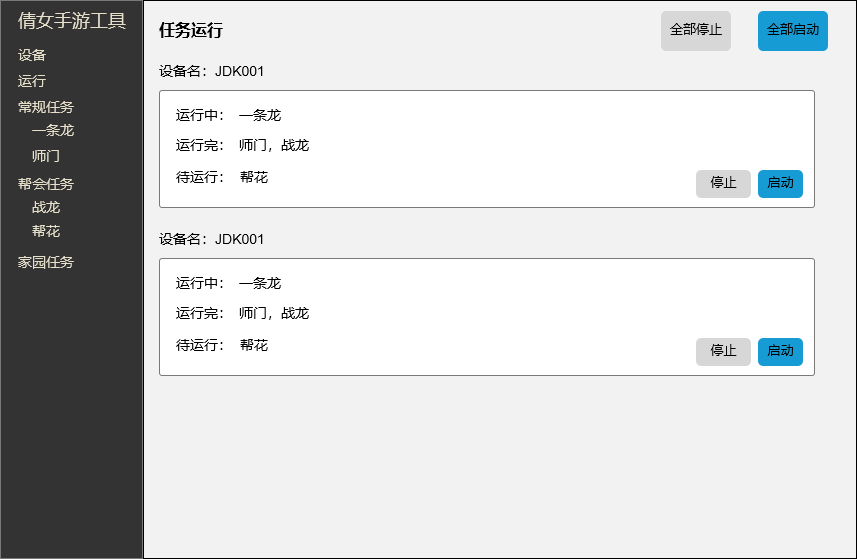 倩女手游工具
设备
运行
常规任务
一条龙
师门
帮会任务
战龙
帮花
家园任务
任务运行
全部停止
全部启动
设备名：JDK001
运行中： 一条龙
运行完： 师门，战龙
待运行： 帮花
停止
启动
设备名：JDK001
运行中： 一条龙
运行完： 师门，战龙
待运行： 帮花
停止
启动